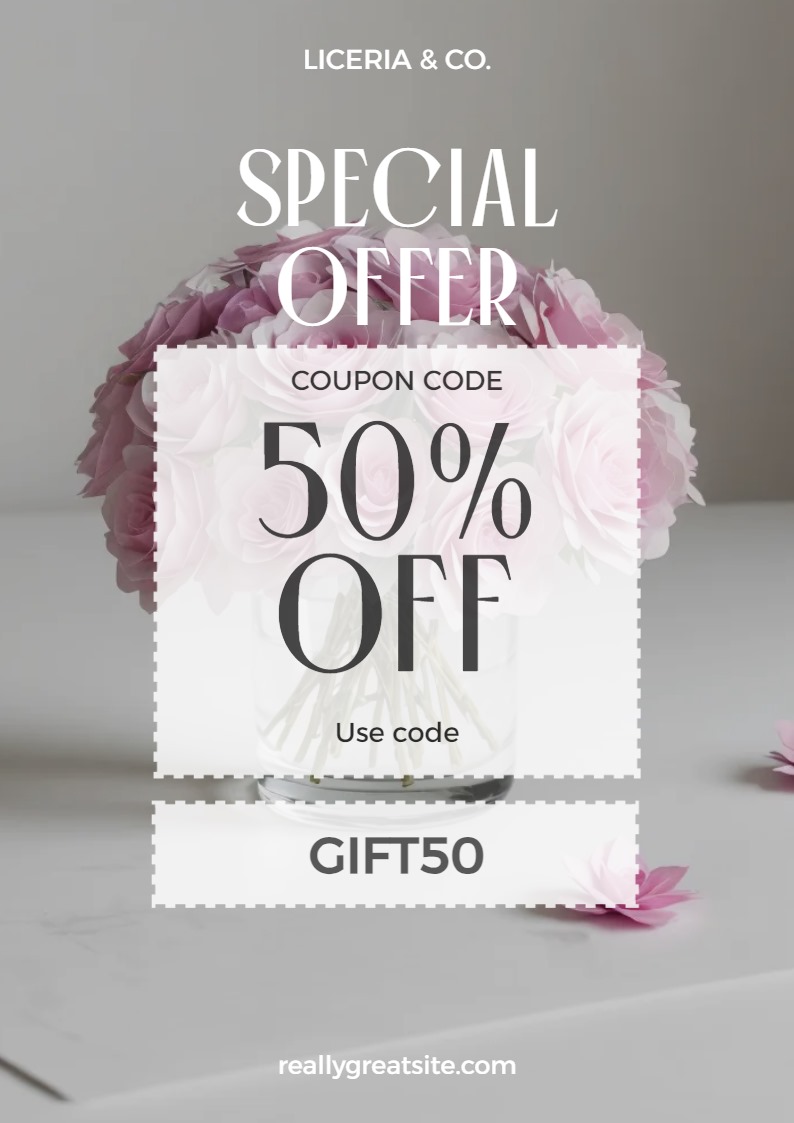 LICERIA & CO.
SPECIAL
OFFER
COUPON CODE
50%
OFF
Use code
GIFT50
reallygreatsite.com